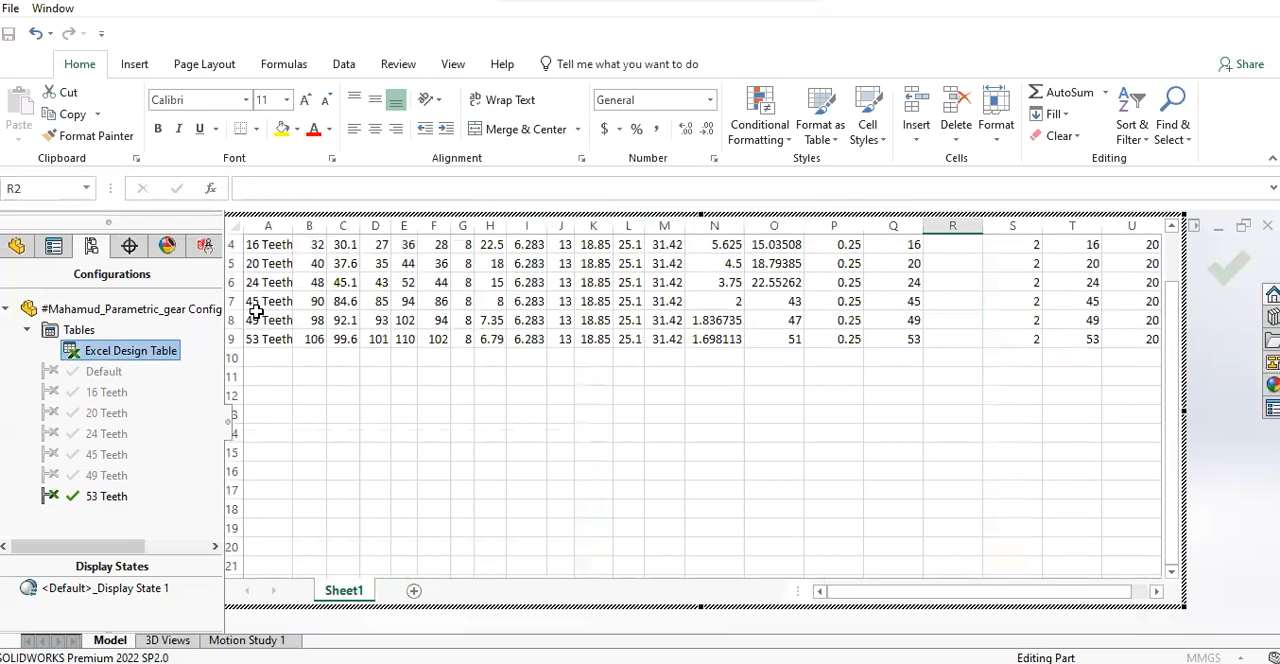 File Window
Home Insert Page Layout Formulas Data Review View Help Tell me what you want to do Share
Paste Cut Copy Format Painter
Calibri 11 B I U A A A
Wrap Text Merge & Center
General $ % ,
Conditional Formatting Format as Table Cell Styles
Insert Delete Format
AutoSum Fill Clear Sort & Filter Find & Select
Clipboard Font Alignment Number Styles Cells Editing
R2 fx
A B C D E F G H I J K L M N O P Q R S T U
4 16 Teeth 32 30.1 27 36 28 8 22.5 6.283 13 18.85 25.1 31.42 5.625 15.03508 0.25 16 2 16 20
5 20 Teeth 40 37.6 35 44 36 8 18 6.283 13 18.85 25.1 31.42 4.5 18.79385 0.25 20 2 20 20
6 24 Teeth 48 45.1 43 52 44 8 15 6.283 13 18.85 25.1 31.42 3.75 22.55262 0.25 24 2 24 20
7 45 Teeth 90 84.6 85 94 86 8 8 6.283 13 18.85 25.1 31.42 2 43 0.25 45 2 45 20
8 49 Teeth 98 92.1 93 102 94 8 7.35 6.283 13 18.85 25.1 31.42 1.836735 47 0.25 49 2 49 20
9 53 Teeth 106 99.6 101 110 102 8 6.79 6.283 13 18.85 25.1 31.42 1.698113 51 0.25 53 2 53 20
10
11
12
3
4
15
16
17
18
19
20
21
Configurations
#Mahamud_Parametric_gear Config
Tables
Excel Design Table
Default
16 Teeth
20 Teeth
24 Teeth
45 Teeth
49 Teeth
53 Teeth
Display States
<Default>_Display State 1
Sheet1
Model 3D Views Motion Study 1
SOLIDWORKS Premium 2022 SP2.0 Editing Part MMGS